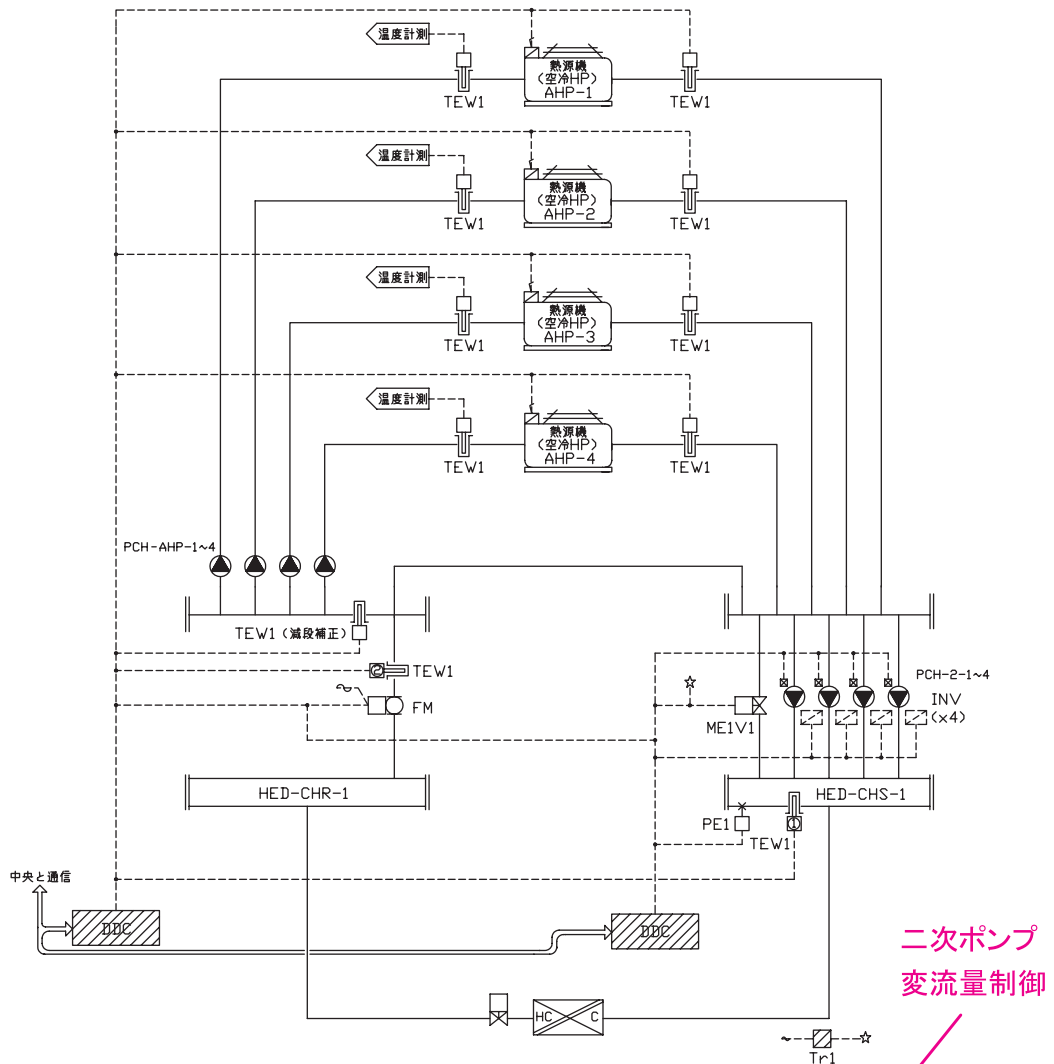 温度計測
熱源機
(空冷HP)
AHP-1
TEW1
TEW1
温度計測
熱源機
(空冷HP)
AHP-2
TEW1
TEW1
温度計測
熱源機
(空冷HP)
AHP-3
TEW1
TEW1
温度計測
熱源機
(空冷HP)
AHP-4
TEW1
TEW1
PCH-AHP-1~4
TEW1(減段補正)
TEW1
FM
PCH-2-1~4
INV
(x4)
ME1V1
HED-CHR-1
HED-CHS-1
PE1
TEW1
1
中央と通信
DDC
DDC
二次ポンプ
変流量制御
HC C
Tr1